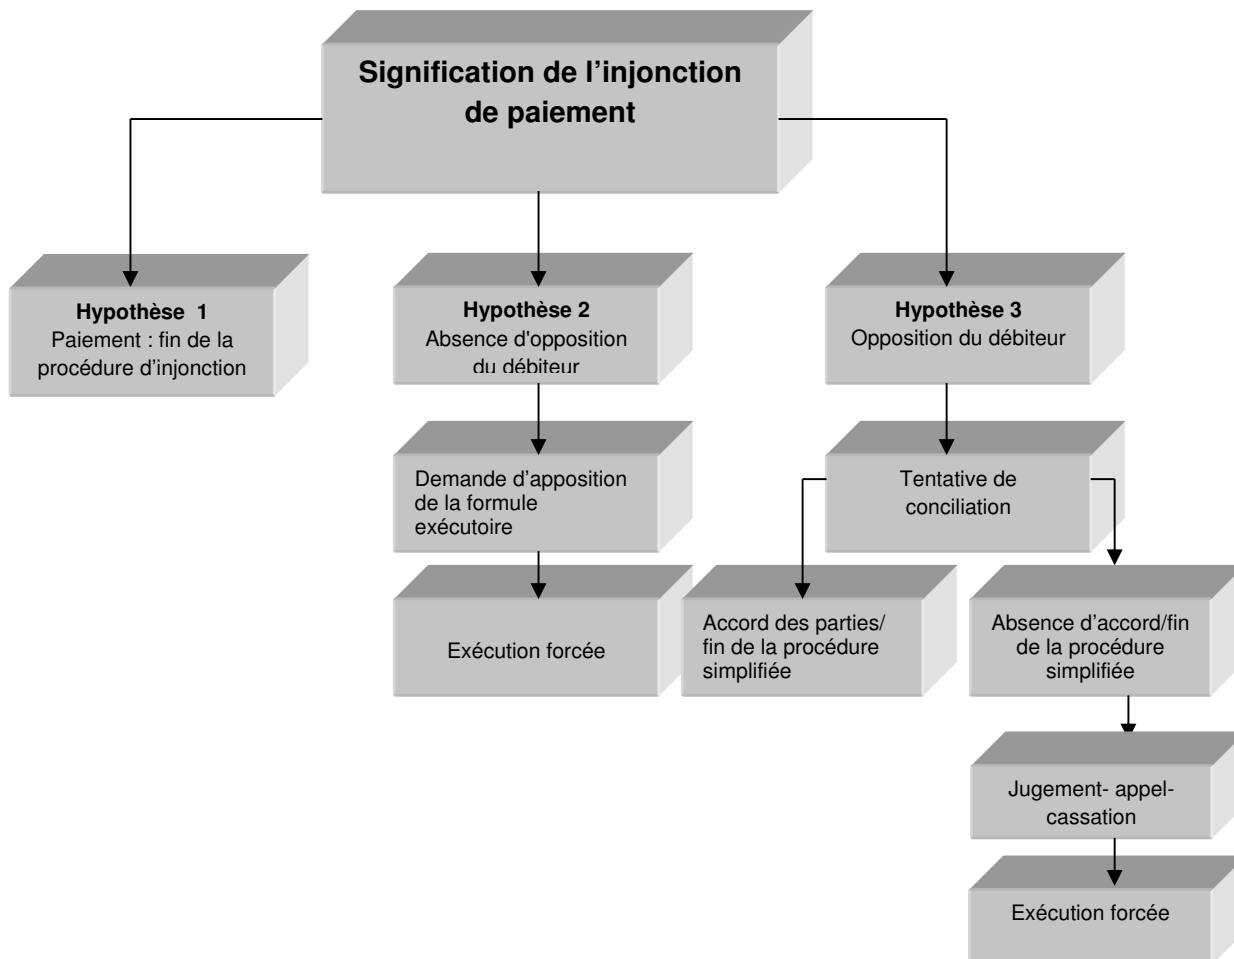 Signification de l’injonction
de paiement
Hypothèse 1
Paiement : fin de la
procédure d’injonction
Hypothèse 2
Absence d'opposition
du débiteur
Hypothèse 3
Opposition du débiteur
Demande d’apposition
de la formule
exécutoire
Tentative de
conciliation
Exécution forcée
Accord des parties/
fin de la procédure
simplifiée
Absence d’accord/fin
de la procédure
simplifiée
Jugement- appel-
cassation
Exécution forcée